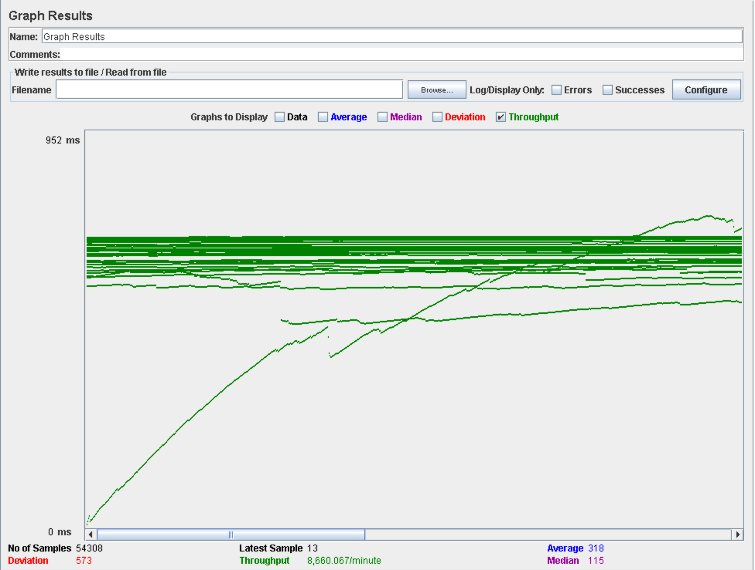 Graph Results
Name: Graph Results
Comments:
Write results to file / Read from file
Filename Browse... Log/Display Only: Errors Successes Configure
Graphs to Display Data Average Median Deviation Throughput
952 ms
0 ms
No of Samples 54308 Latest Sample 13 Average 318
Deviation 573 Throughput 8,660.067/minute Median 115